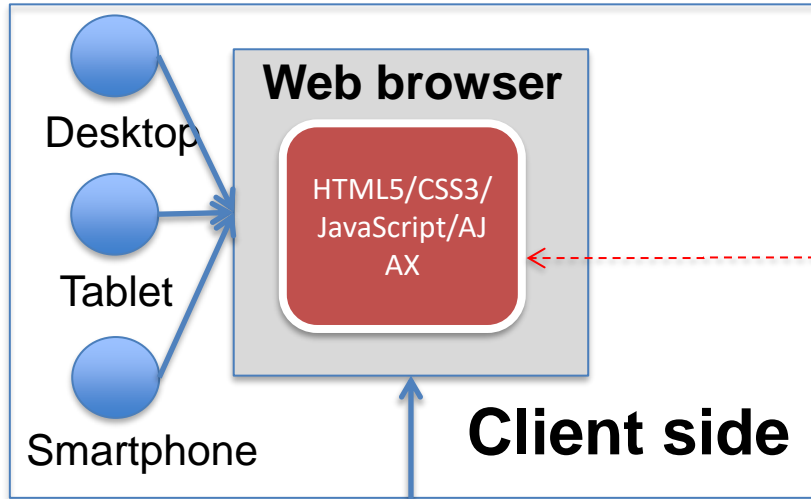 Web browser
Desktop
HTML5/CSS3/
JavaScript/AJ
AX
Tablet
Client side
Smartphone